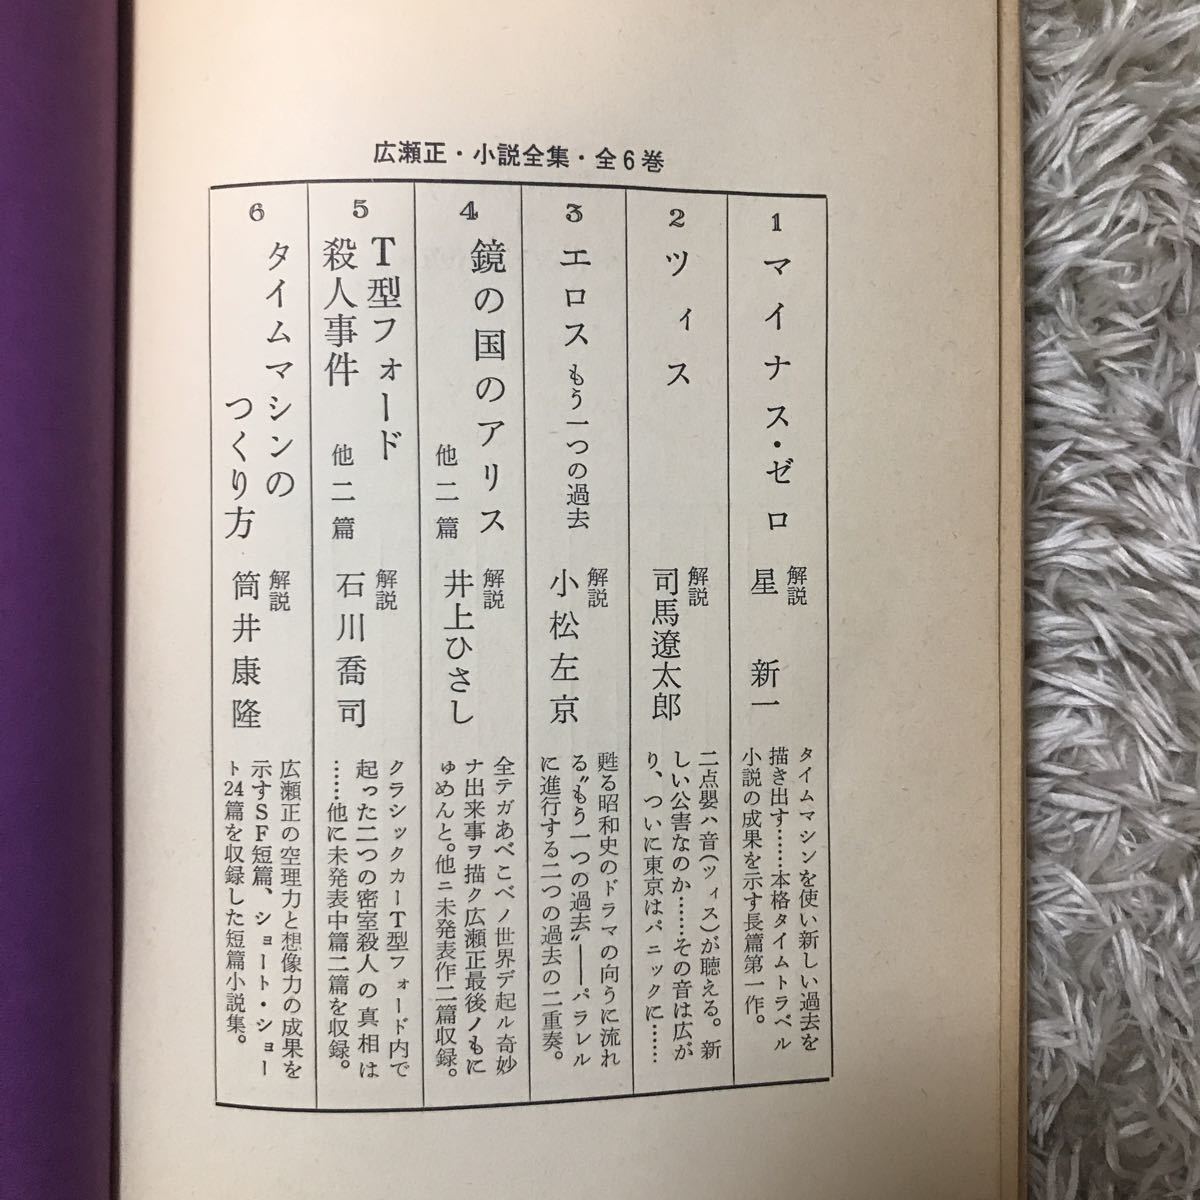 広瀬正・小説全集・全6巻
1
マイナス・ゼロ
解説
星 新一
タイムマシンを使い新しい過去を
描き出す……本格タイムトラベル
小説の成果を示す長篇第一作。
2
ツィス
解説
司馬遼太郎
二点嬰ハ音(ツィス)が聴える。新
しい公害なのか……その音は広が
り、ついに東京はパニックに……
3
エロス もう一つの過去
解説
小松左京
甦る昭和史のドラマの向うに流れ
る〝もう一つの過去〟――パラレル
に進行する二つの過去の二重奏。
4
鏡の国のアリス
他二篇
解説
井上ひさし
全テガあべこべノ世界デ起ル奇妙
ナ出来事ヲ描ク広瀬正最後ノもに
ゅめんと。他ニ未発表作二篇収録。
5
T型フォード
殺人事件
他二篇
解説
石川喬司
クラシックカーT型フォード内で
起った二つの密室殺人の真相は
……他に未発表中篇二篇を収録。
6
タイムマシンの
つくり方
解説
筒井康隆
広瀬正の空理力と想像力の成果を
示すSF短篇、ショート・ショー
ト24篇を収録した短篇小説集。